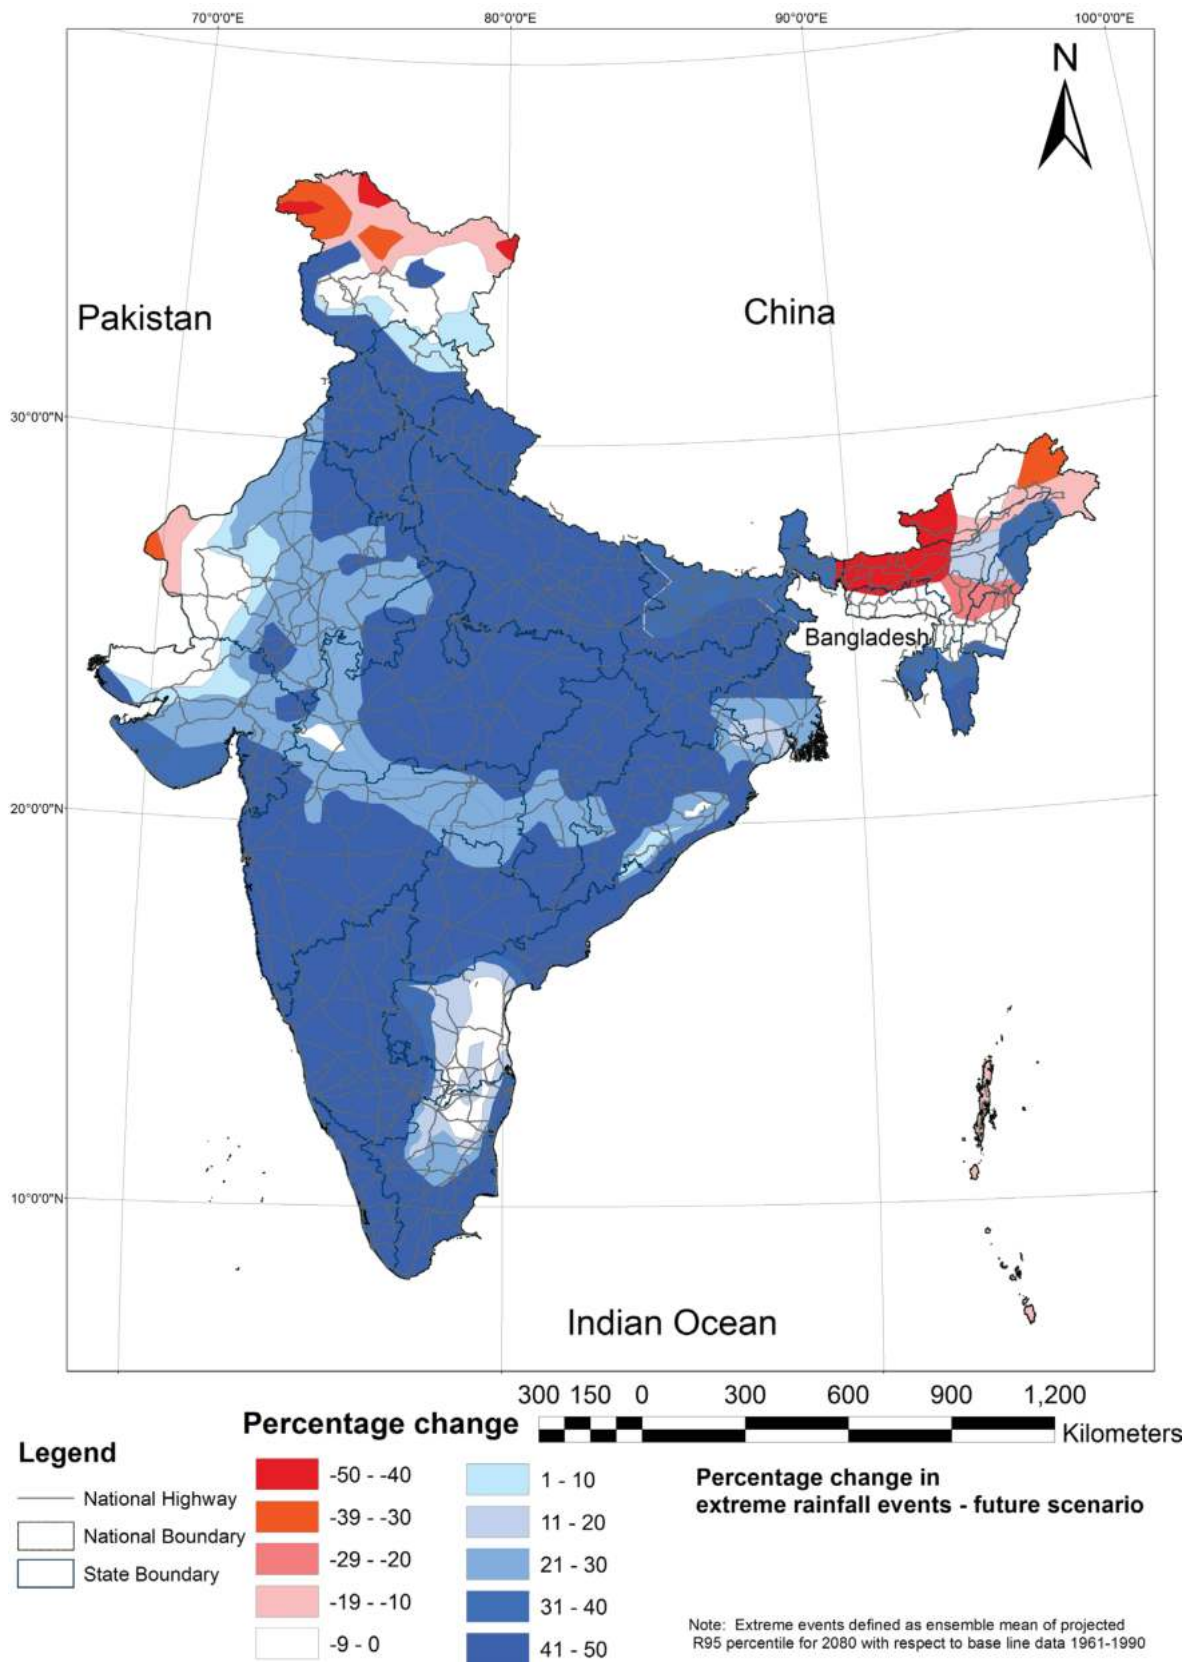 70°0'0"E 80°0'0"E 90°0'0"E 100°0'0"E
N
Pakistan
China
30°0'0"N
Bangladesh
20°0'0"N
10°0'0"N
Indian Ocean
300 150 0 300 600 900 1,200
Kilometers
Percentage change
Legend
National Highway
National Boundary
State Boundary
-50 - -40
-39 - -30
-29 - -20
-19 - -10
-9 - 0
1 - 10
11 - 20
21 - 30
31 - 40
41 - 50
Percentage change in
extreme rainfall events - future scenario
Note: Extreme events defined as ensemble mean of projected
R95 percentile for 2080 with respect to base line data 1961-1990